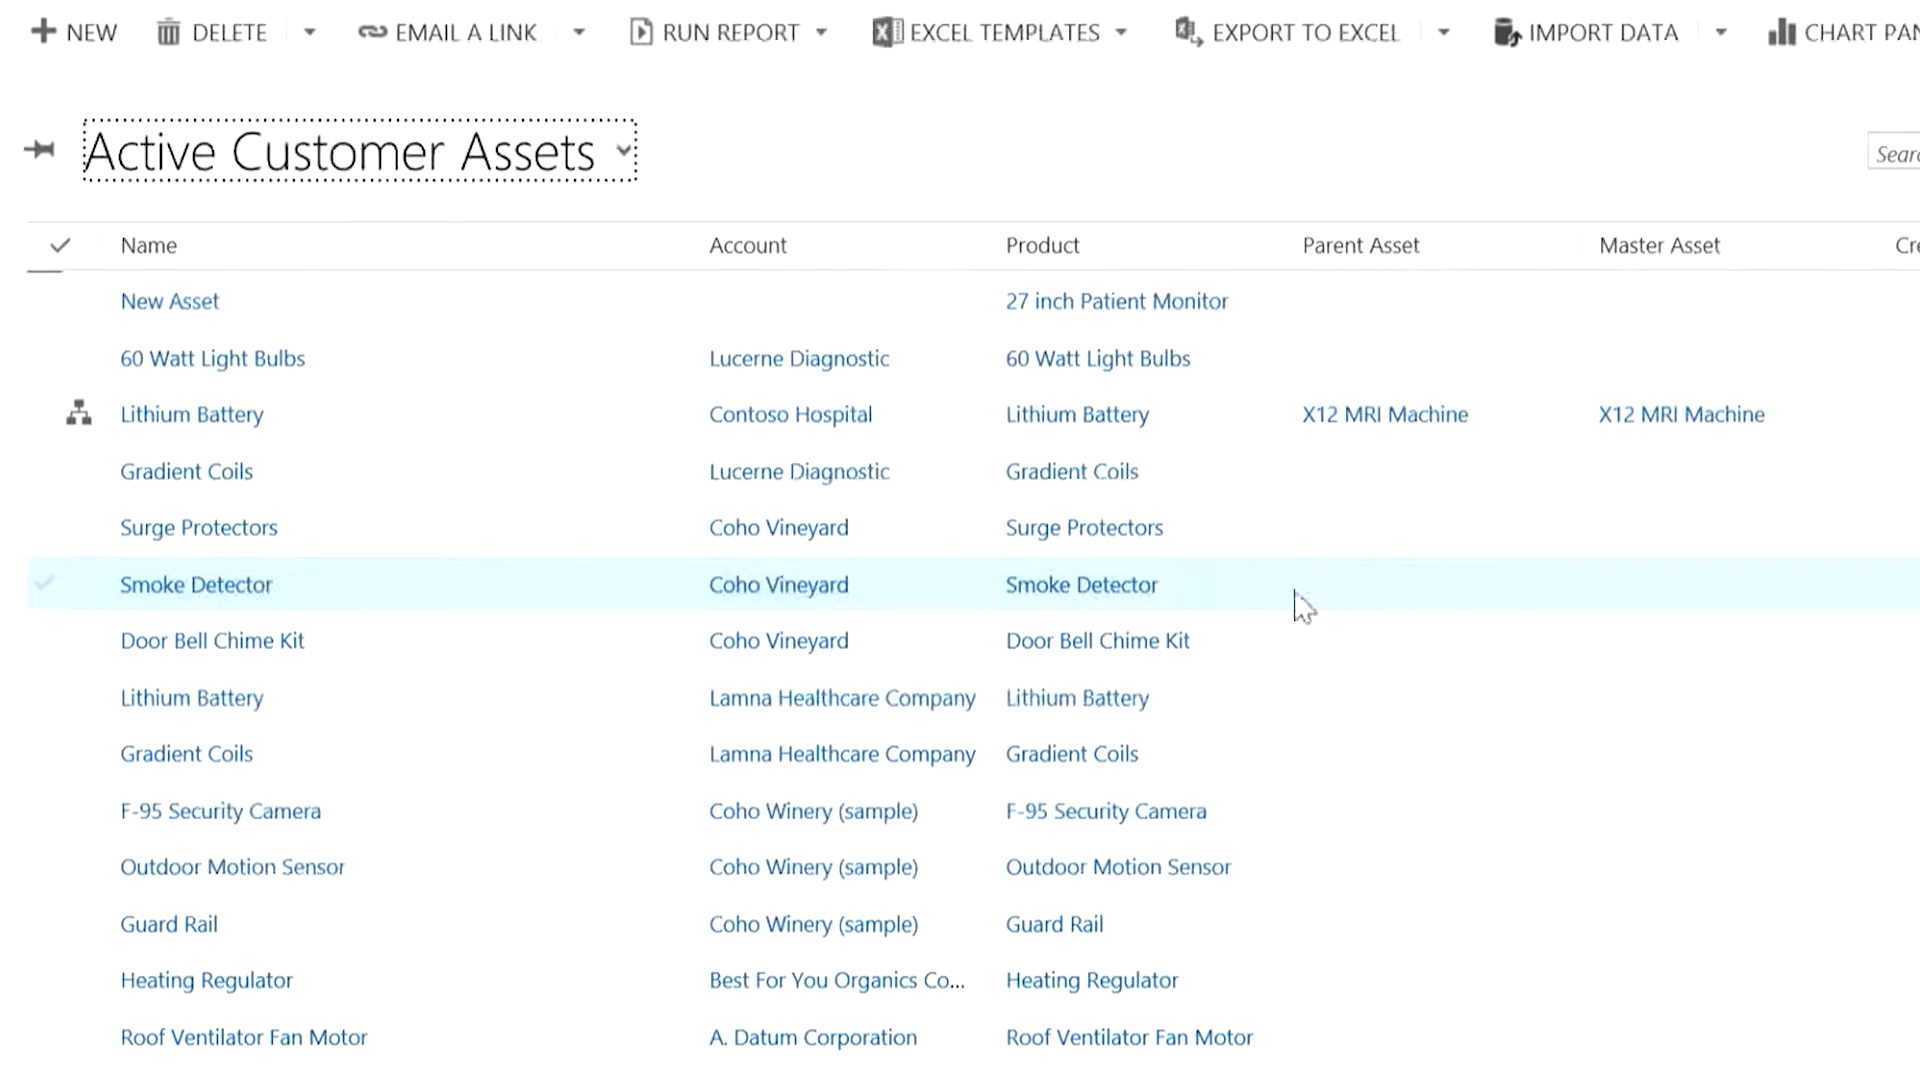 NEW DELETE EMAIL A LINK RUN REPORT EXCEL TEMPLATES EXPORT TO EXCEL IMPORT DATA CHART PAN
Active Customer Assets
Sear
Name Account Product Parent Asset Master Asset Cre
New Asset 27 inch Patient Monitor
60 Watt Light Bulbs Lucerne Diagnostic 60 Watt Light Bulbs
Lithium Battery Contoso Hospital Lithium Battery X12 MRI Machine X12 MRI Machine
Gradient Coils Lucerne Diagnostic Gradient Coils
Surge Protectors Coho Vineyard Surge Protectors
Smoke Detector Coho Vineyard Smoke Detector
Door Bell Chime Kit Coho Vineyard Door Bell Chime Kit
Lithium Battery Lamna Healthcare Company Lithium Battery
Gradient Coils Lamna Healthcare Company Gradient Coils
F-95 Security Camera Coho Winery (sample) F-95 Security Camera
Outdoor Motion Sensor Coho Winery (sample) Outdoor Motion Sensor
Guard Rail Coho Winery (sample) Guard Rail
Heating Regulator Best For You Organics Co... Heating Regulator
Roof Ventilator Fan Motor A. Datum Corporation Roof Ventilator Fan Motor